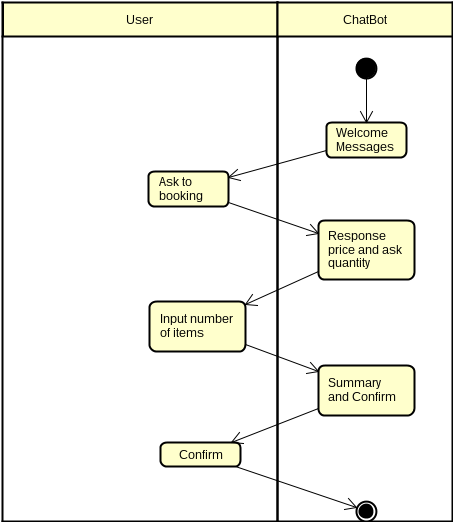 User
ChatBot
Welcome
Messages
Ask to
booking
Response
price and ask
quantity
Input number
of items
Summary
and Confirm
Confirm